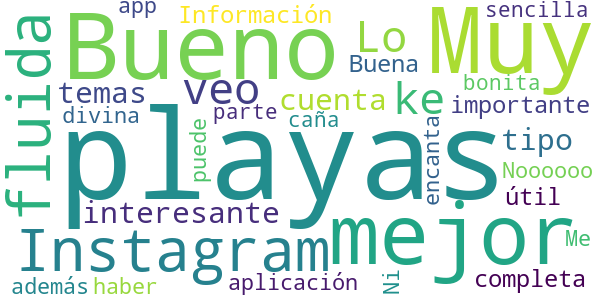 app
Información
sencilla
Bueno
Muy
Lo
Buena
fluida
temas
veo
cuenta
ke
bonita
importante
divina
parte
caña
puede
playas
encanta
tipo
Noooooo
interesante
útil
Instagram
mejor
Me
además
haber
aplicación
Ni
completa